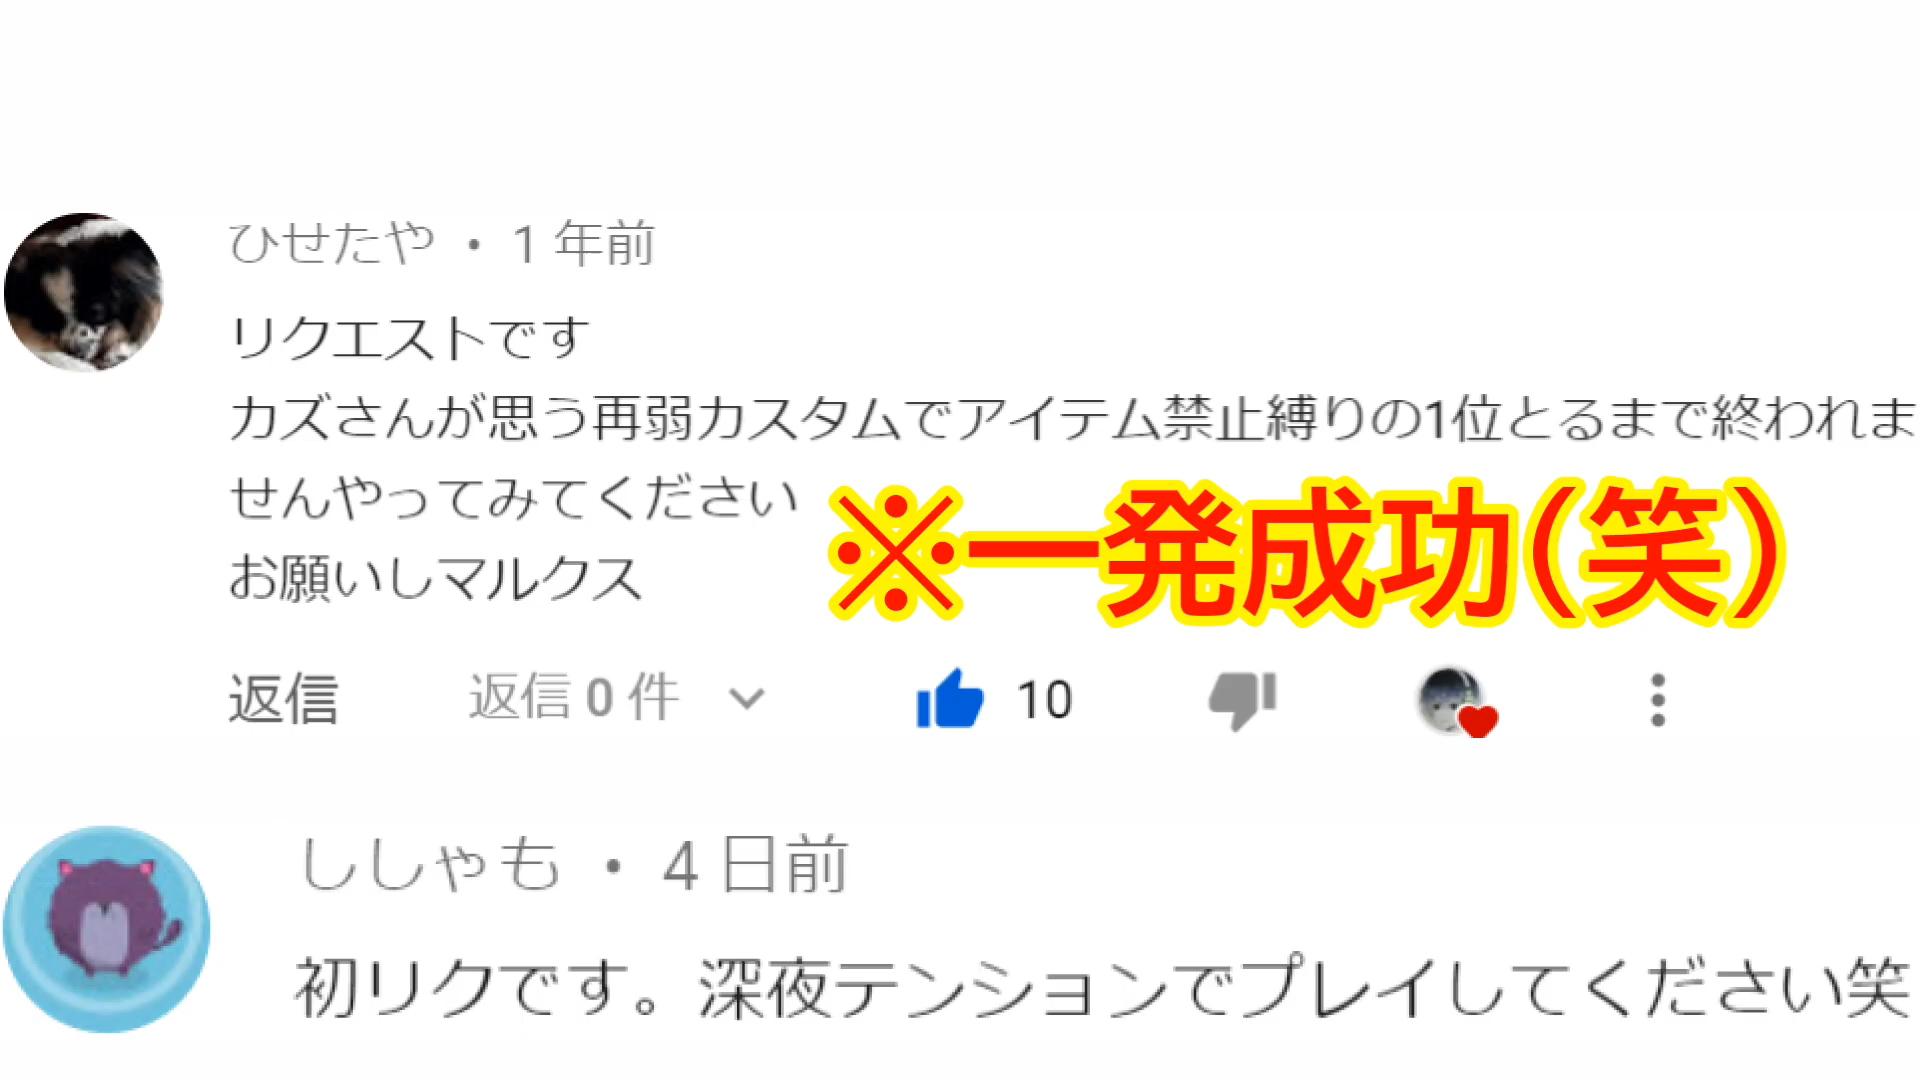 ひせたや • 1 年前
リクエストです
カズさんが思う再弱カスタムでアイテム禁止縛りの1位とるまで終われま
せんやってみてください
※一発成功(笑)
お願いしマルクス
返信 返信 0 件 10
ししゃも • 4 日前
初リクです。深夜テンションでプレイしてください笑